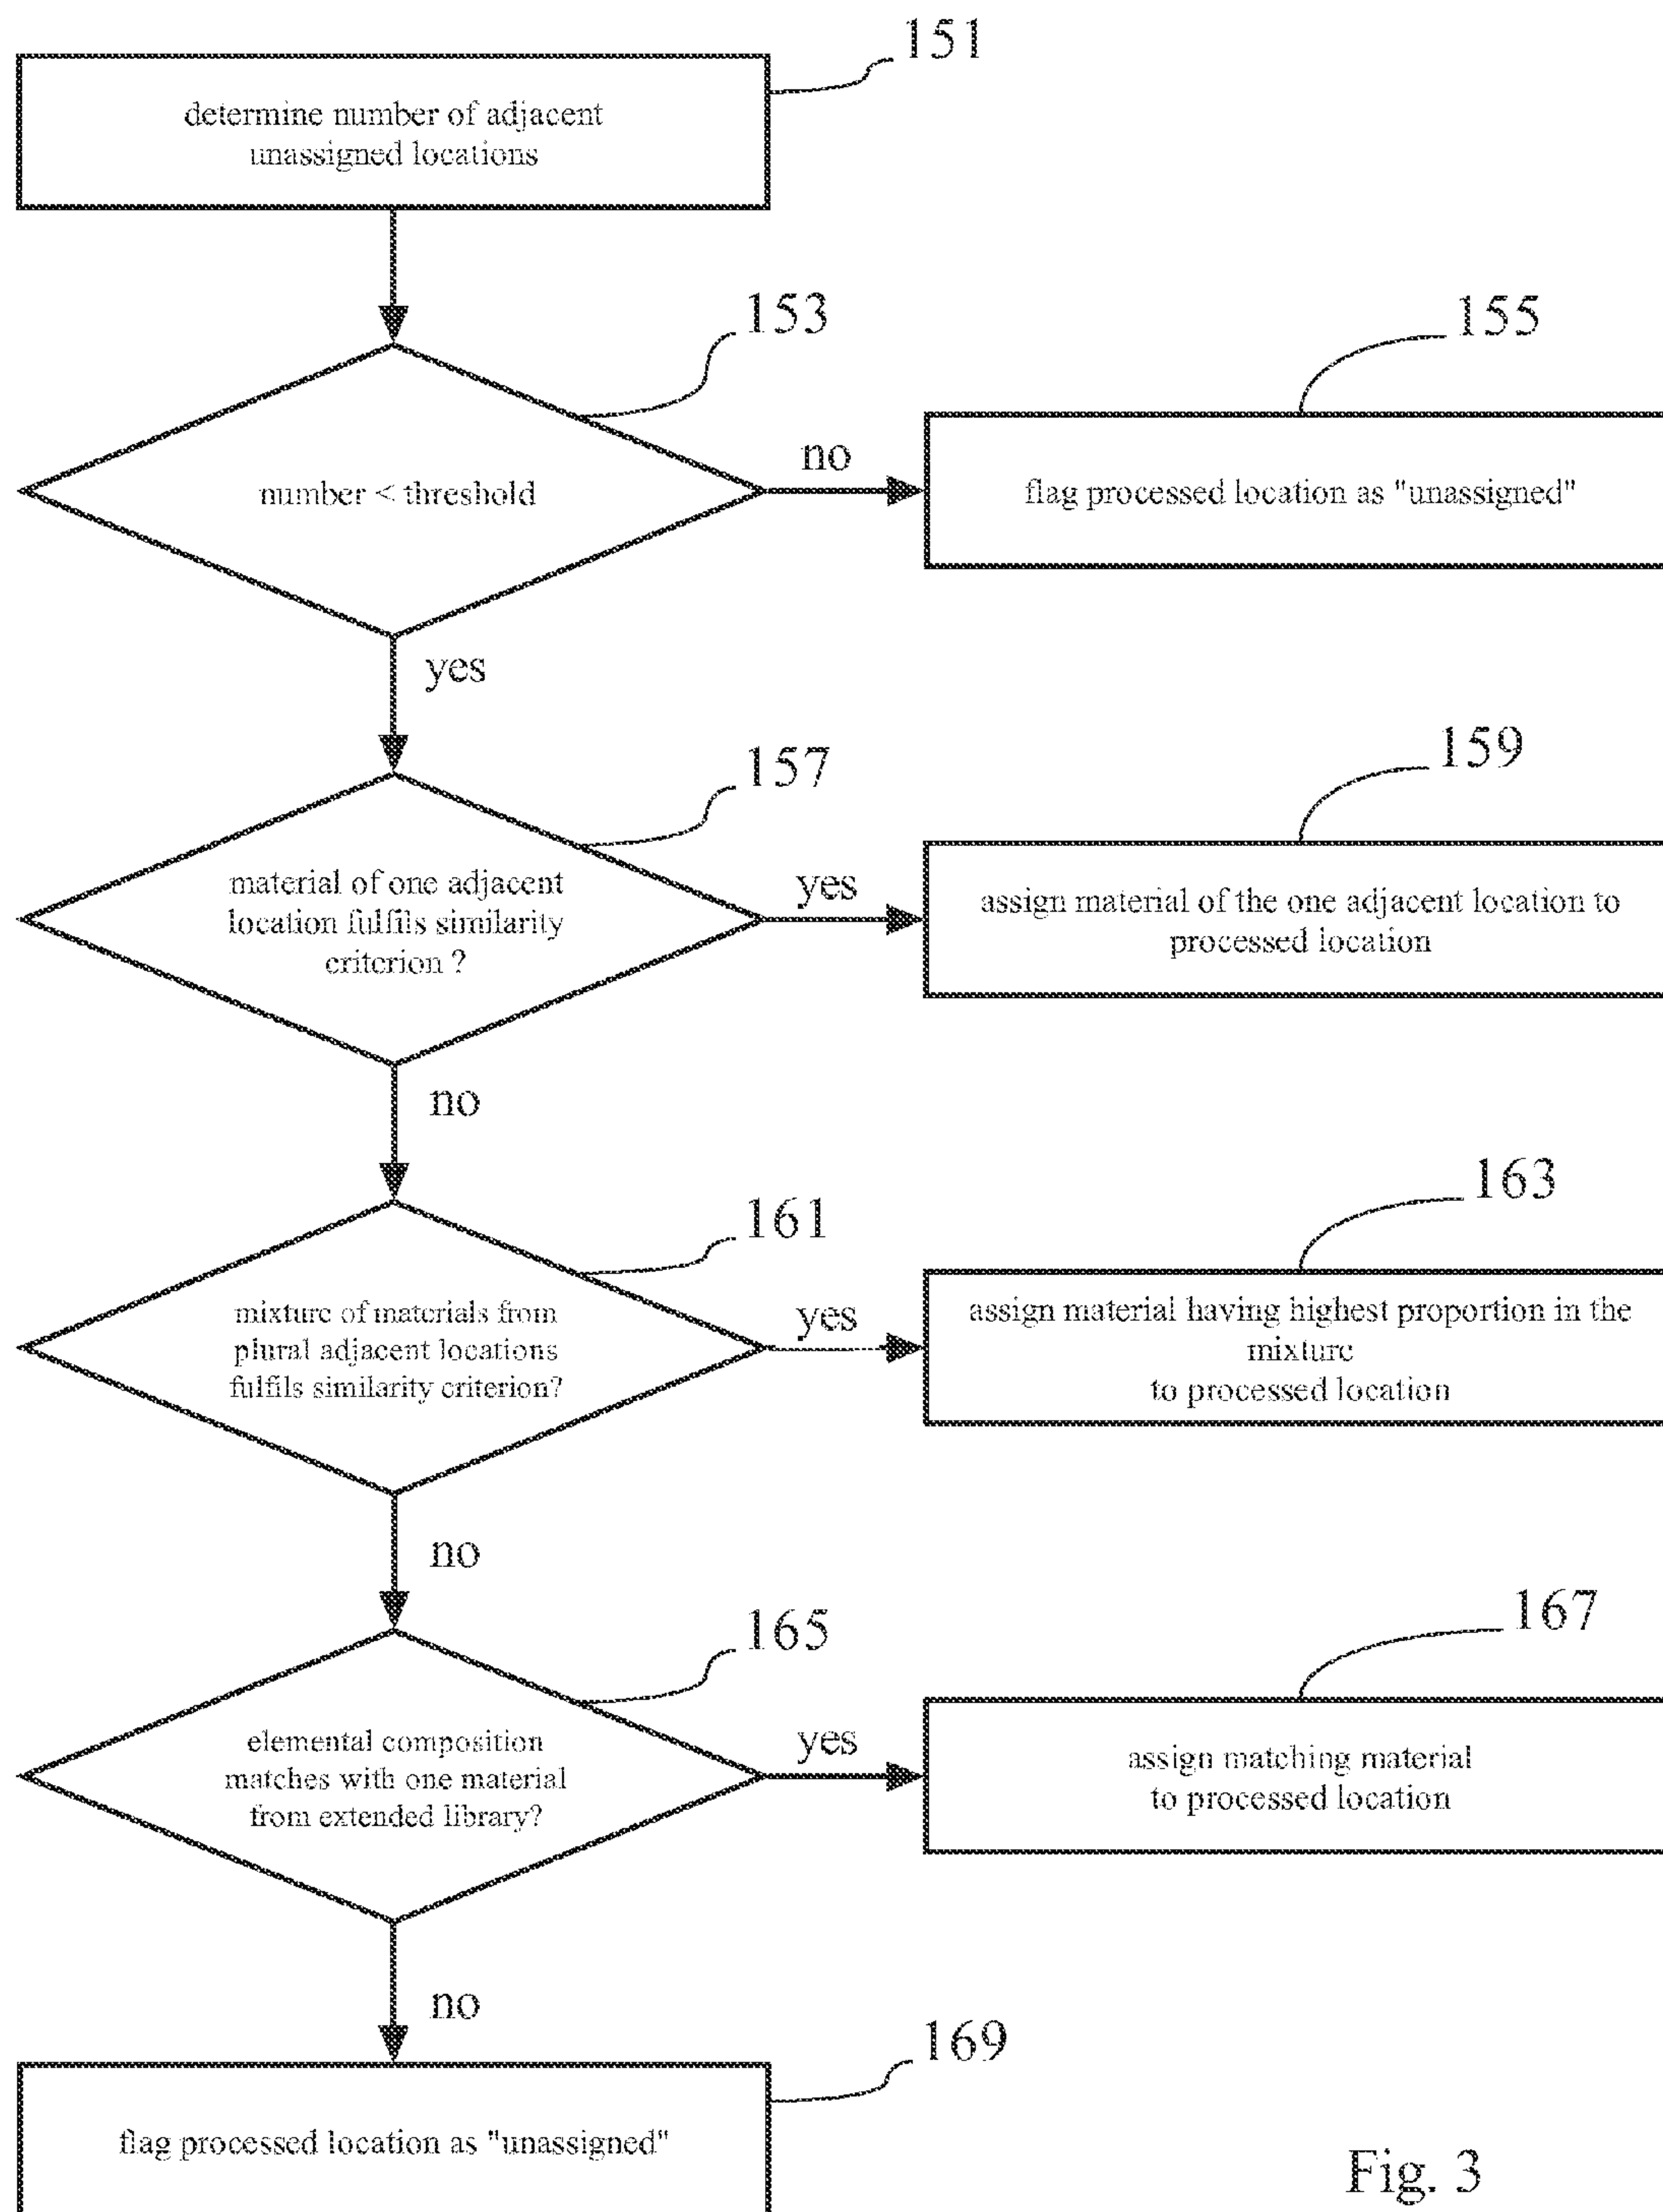 151
determine number of adjacent
unassigned locations
153
155
number < threshold
no
flag processed location as "unassigned"
yes
157
159
material of one adjacent
location fulfils similarity
criterion ?
yes
assign material of the one adjacent location to
processed location
no
161
163
mixture of materials from
plural adjacent locations
fulfils similarity criterion?
yes
assign material having highest proportion in the
mixture
to processed location
no
165
167
elemental composition
matches with one material
from extended library?
yes
assign matching material
to processed location
no
169
flag processed location as "unassigned"
Fig. 3